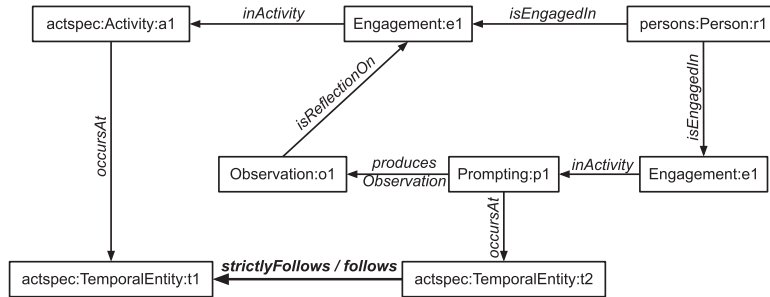 actspec:Activity:a1
inActivity
Engagement:e1
isEngagedIn
persons:Person:r1
occursAt
isReflectionOn
isEngagedIn
Observation:o1
produces
Observation
Prompting:p1
inActivity
Engagement:e1
occursAt
actspec:TemporalEntity:t1
strictlyFollows / follows
actspec:TemporalEntity:t2